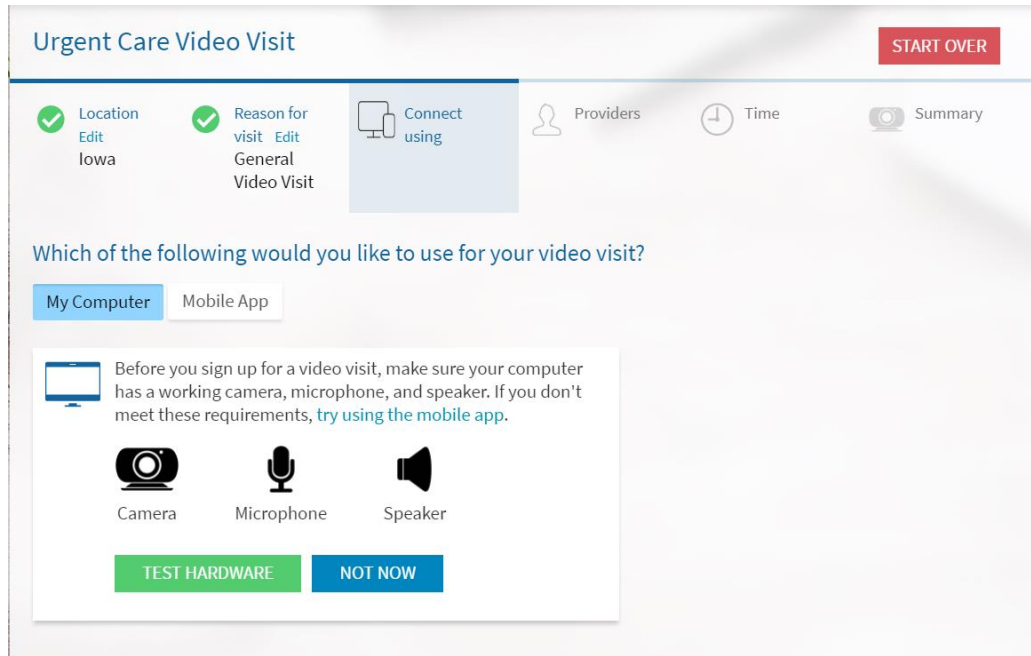 Urgent Care Video Visit
START OVER
Location
Edit
Iowa
Reason for
visit Edit
General
Video Visit
Connect
using
Providers
Time
Summary
Which of the following would you like to use for your video visit?
My Computer
Mobile App
Before you sign up for a video visit, make sure your computer
has a working camera, microphone, and speaker. If you don't
meet these requirements, try using the mobile app.
Camera
Microphone
Speaker
TEST HARDWARE
NOT NOW